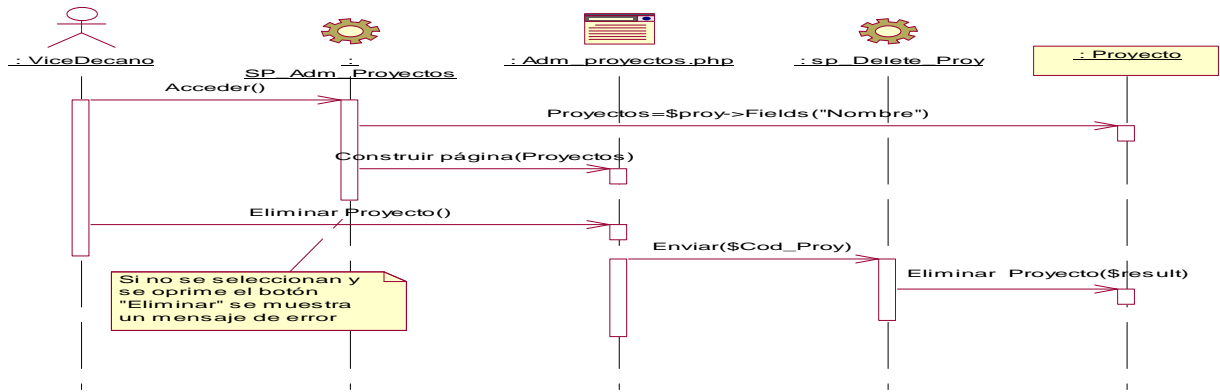 : ViceDecano
:
SP_Adm_Proyectos
: Adm_proyectos.php
: sp_Delete_Proy
: Proyecto
Acceder()
Proyectos=$proy->Fields("Nombre")
Construir página(Proyectos)
Eliminar Proyecto()
Enviar($Cod_Proy)
Eliminar Proyecto($result)
Si no se seleccionan y
se oprime el botón
"Eliminar" se muestra
un mensaje de error